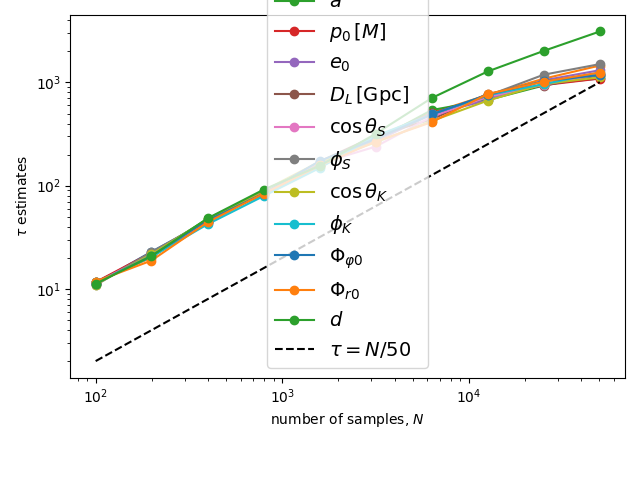 a
p₀ [M]
e₀
D_L [Gpc]
cos θ_S
ϕ_S
cos θ_K
ϕ_K
Φ_φ0
Φ_r0
d
τ = N/50
10³
10²
10¹
τ estimates
10² 10³ 10⁴
number of samples, N